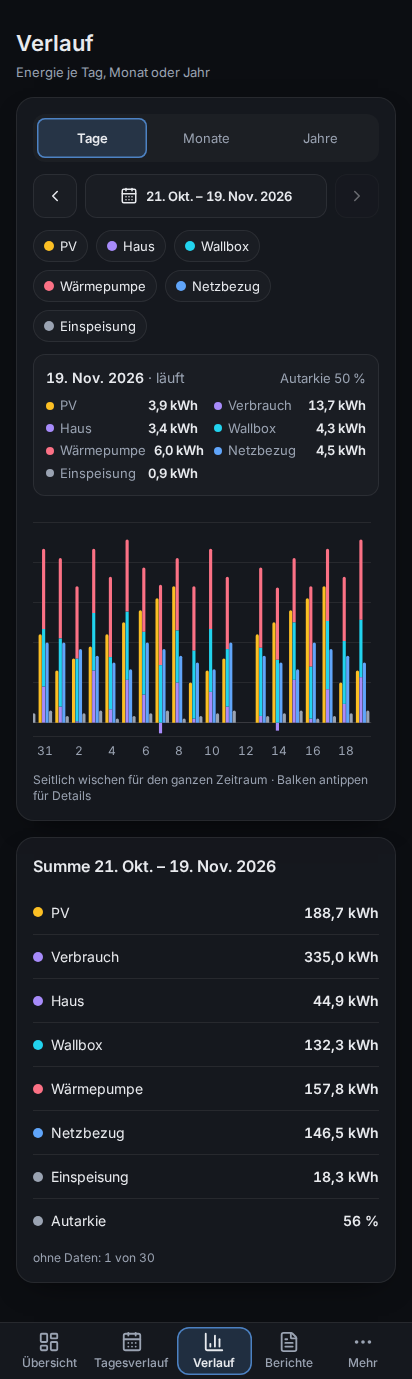 Verlauf
Energie je Tag, Monat oder Jahr
Tage Monate Jahre
21. Okt. – 19. Nov. 2026
PV Haus Wallbox
Wärmepumpe Netzbezug
Einspeisung
19. Nov. 2026 · läuft Autarkie 50 %
PV 3,9 kWh Verbrauch 13,7 kWh
Haus 3,4 kWh Wallbox 4,3 kWh
Wärmepumpe 6,0 kWh Netzbezug 4,5 kWh
Einspeisung 0,9 kWh
31 2 4 6 8 10 12 14 16 18
Seitlich wischen für den ganzen Zeitraum · Balken antippen
für Details
Summe 21. Okt. – 19. Nov. 2026
PV 188,7 kWh
Verbrauch 335,0 kWh
Haus 44,9 kWh
Wallbox 132,3 kWh
Wärmepumpe 157,8 kWh
Netzbezug 146,5 kWh
Einspeisung 18,3 kWh
Autarkie 56 %
ohne Daten: 1 von 30
Übersicht Tagesverlauf Verlauf Berichte Mehr